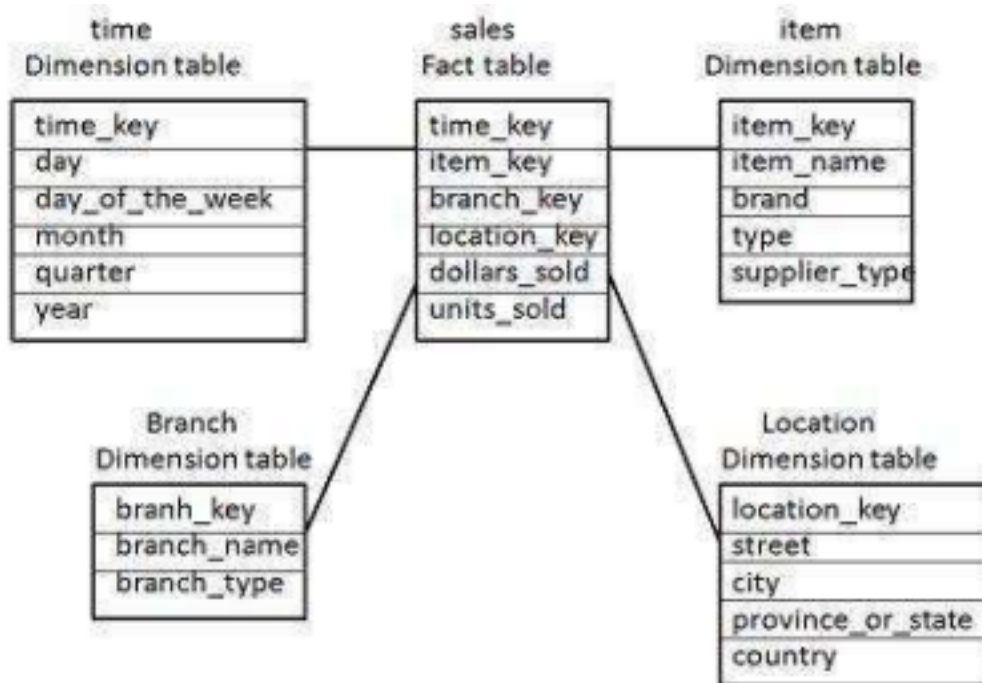 time
Dimension table
time_key
day
day_of_the_week
month
quarter
year
sales
Fact table
time_key
item_key
branch_key
location_key
dollars_sold
units_sold
item
Dimension table
item_key
item_name
brand
type
supplier_type
Branch
Dimension table
branh_key
branch_name
branch_type
Location
Dimension table
location_key
street
city
province_or_state
country